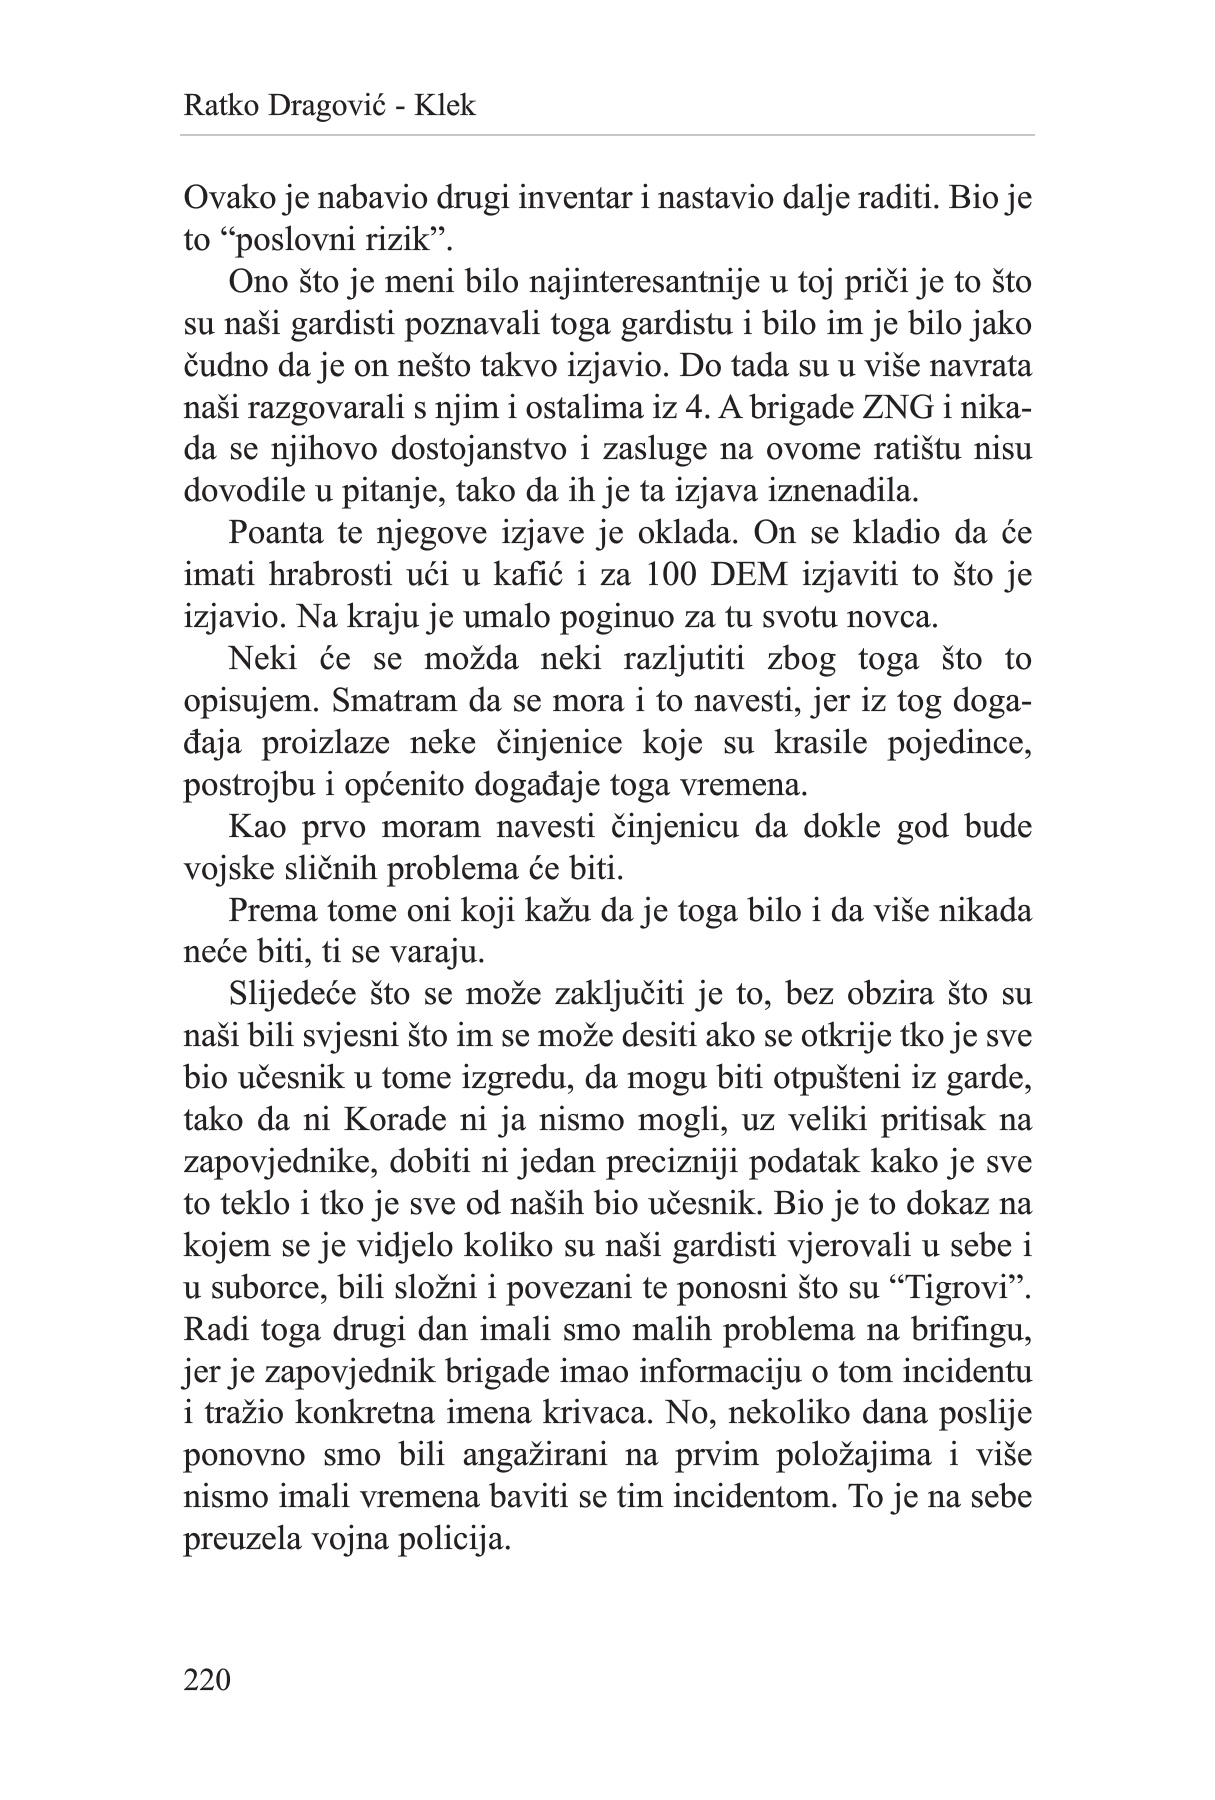 Ratko Dragović - Klek
Ovako je nabavio drugi inventar i nastavio dalje raditi. Bio je
to “poslovni rizik”.
Ono što je meni bilo najinteresantnije u toj priči je to što
su naši gardisti poznavali toga gardistu i bilo im je bilo jako
čudno da je on nešto takvo izjavio. Do tada su u više navrata
naši razgovarali s njim i ostalima iz 4. A brigade ZNG i nika-
da se njihovo dostojanstvo i zasluge na ovome ratištu nisu
dovodile u pitanje, tako da ih je ta izjava iznenadila.
Poanta te njegove izjave je oklada. On se kladio da će
imati hrabrosti ući u kafić i za 100 DEM izjaviti to što je
izjavio. Na kraju je umalo poginuo za tu svotu novca.
Neki će se možda neki razljutiti zbog toga što to
opisujem. Smatram da se mora i to navesti, jer iz tog doga-
đaja proizlaze neke činjenice koje su krasile pojedince,
postrojbu i općenito događaje toga vremena.
Kao prvo moram navesti činjenicu da dokle god bude
vojske sličnih problema će biti.
Prema tome oni koji kažu da je toga bilo i da više nikada
neće biti, ti se varaju.
Slijedeće što se može zaključiti je to, bez obzira što su
naši bili svjesni što im se može desiti ako se otkrije tko je sve
bio učesnik u tome izgredu, da mogu biti otpušteni iz garde,
tako da ni Korade ni ja nismo mogli, uz veliki pritisak na
zapovjednike, dobiti ni jedan precizniji podatak kako je sve
to teklo i tko je sve od naših bio učesnik. Bio je to dokaz na
kojem se je vidjelo koliko su naši gardisti vjerovali u sebe i
u suborce, bili složni i povezani te ponosni što su “Tigrovi”.
Radi toga drugi dan imali smo malih problema na brifingu,
jer je zapovjednik brigade imao informaciju o tom incidentu
i tražio konkretna imena krivaca. No, nekoliko dana poslije
ponovno smo bili angažirani na prvim položajima i više
nismo imali vremena baviti se tim incidentom. To je na sebe
preuzela vojna policija.
220